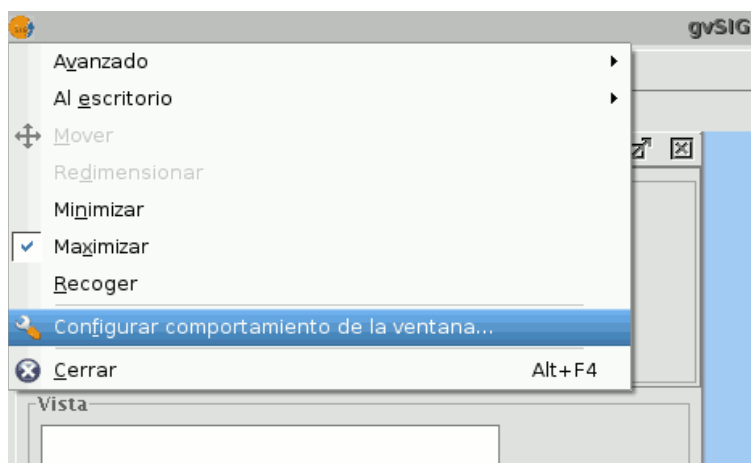 gvSIG
Avanzado
Al escritorio
Mover
Redimensionar
Minimizar
Maximizar
Recoger
Configurar comportamiento de la ventana...
Cerrar Alt+F4
Vista